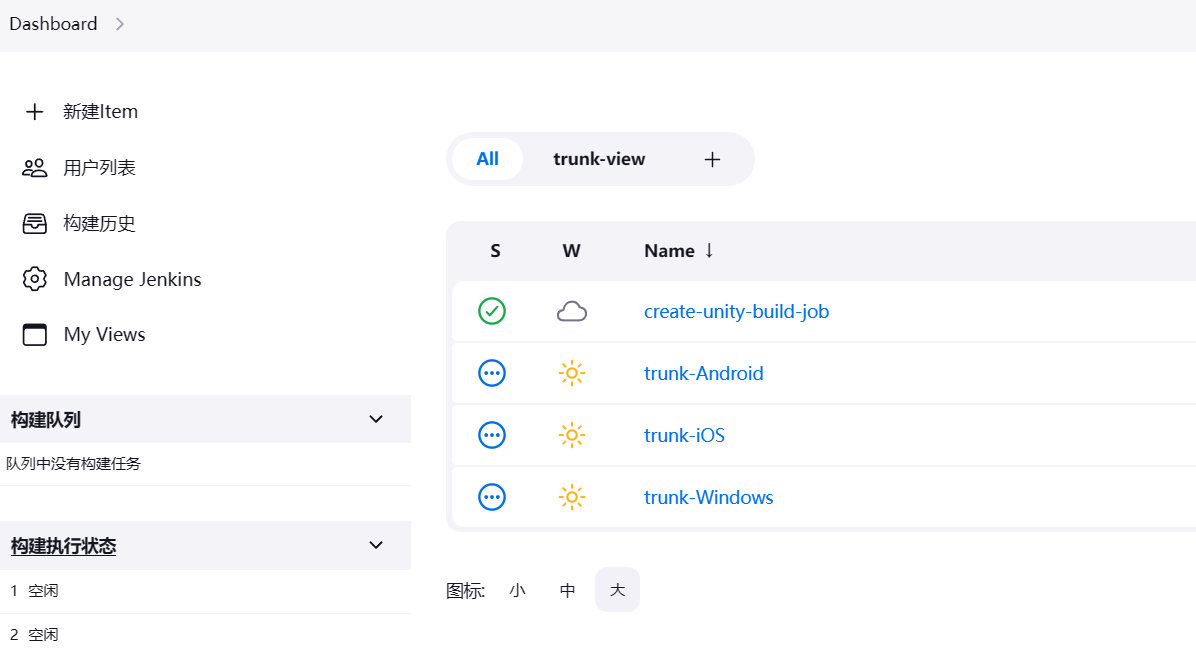 Dashboard
新建Item
用户列表
构建历史
Manage Jenkins
My Views
构建队列
队列中没有构建任务
构建执行状态
1 空闲
2 空闲
All trunk-view +
S W Name ↓
create-unity-build-job
trunk-Android
trunk-iOS
trunk-Windows
图标: 小 中 大